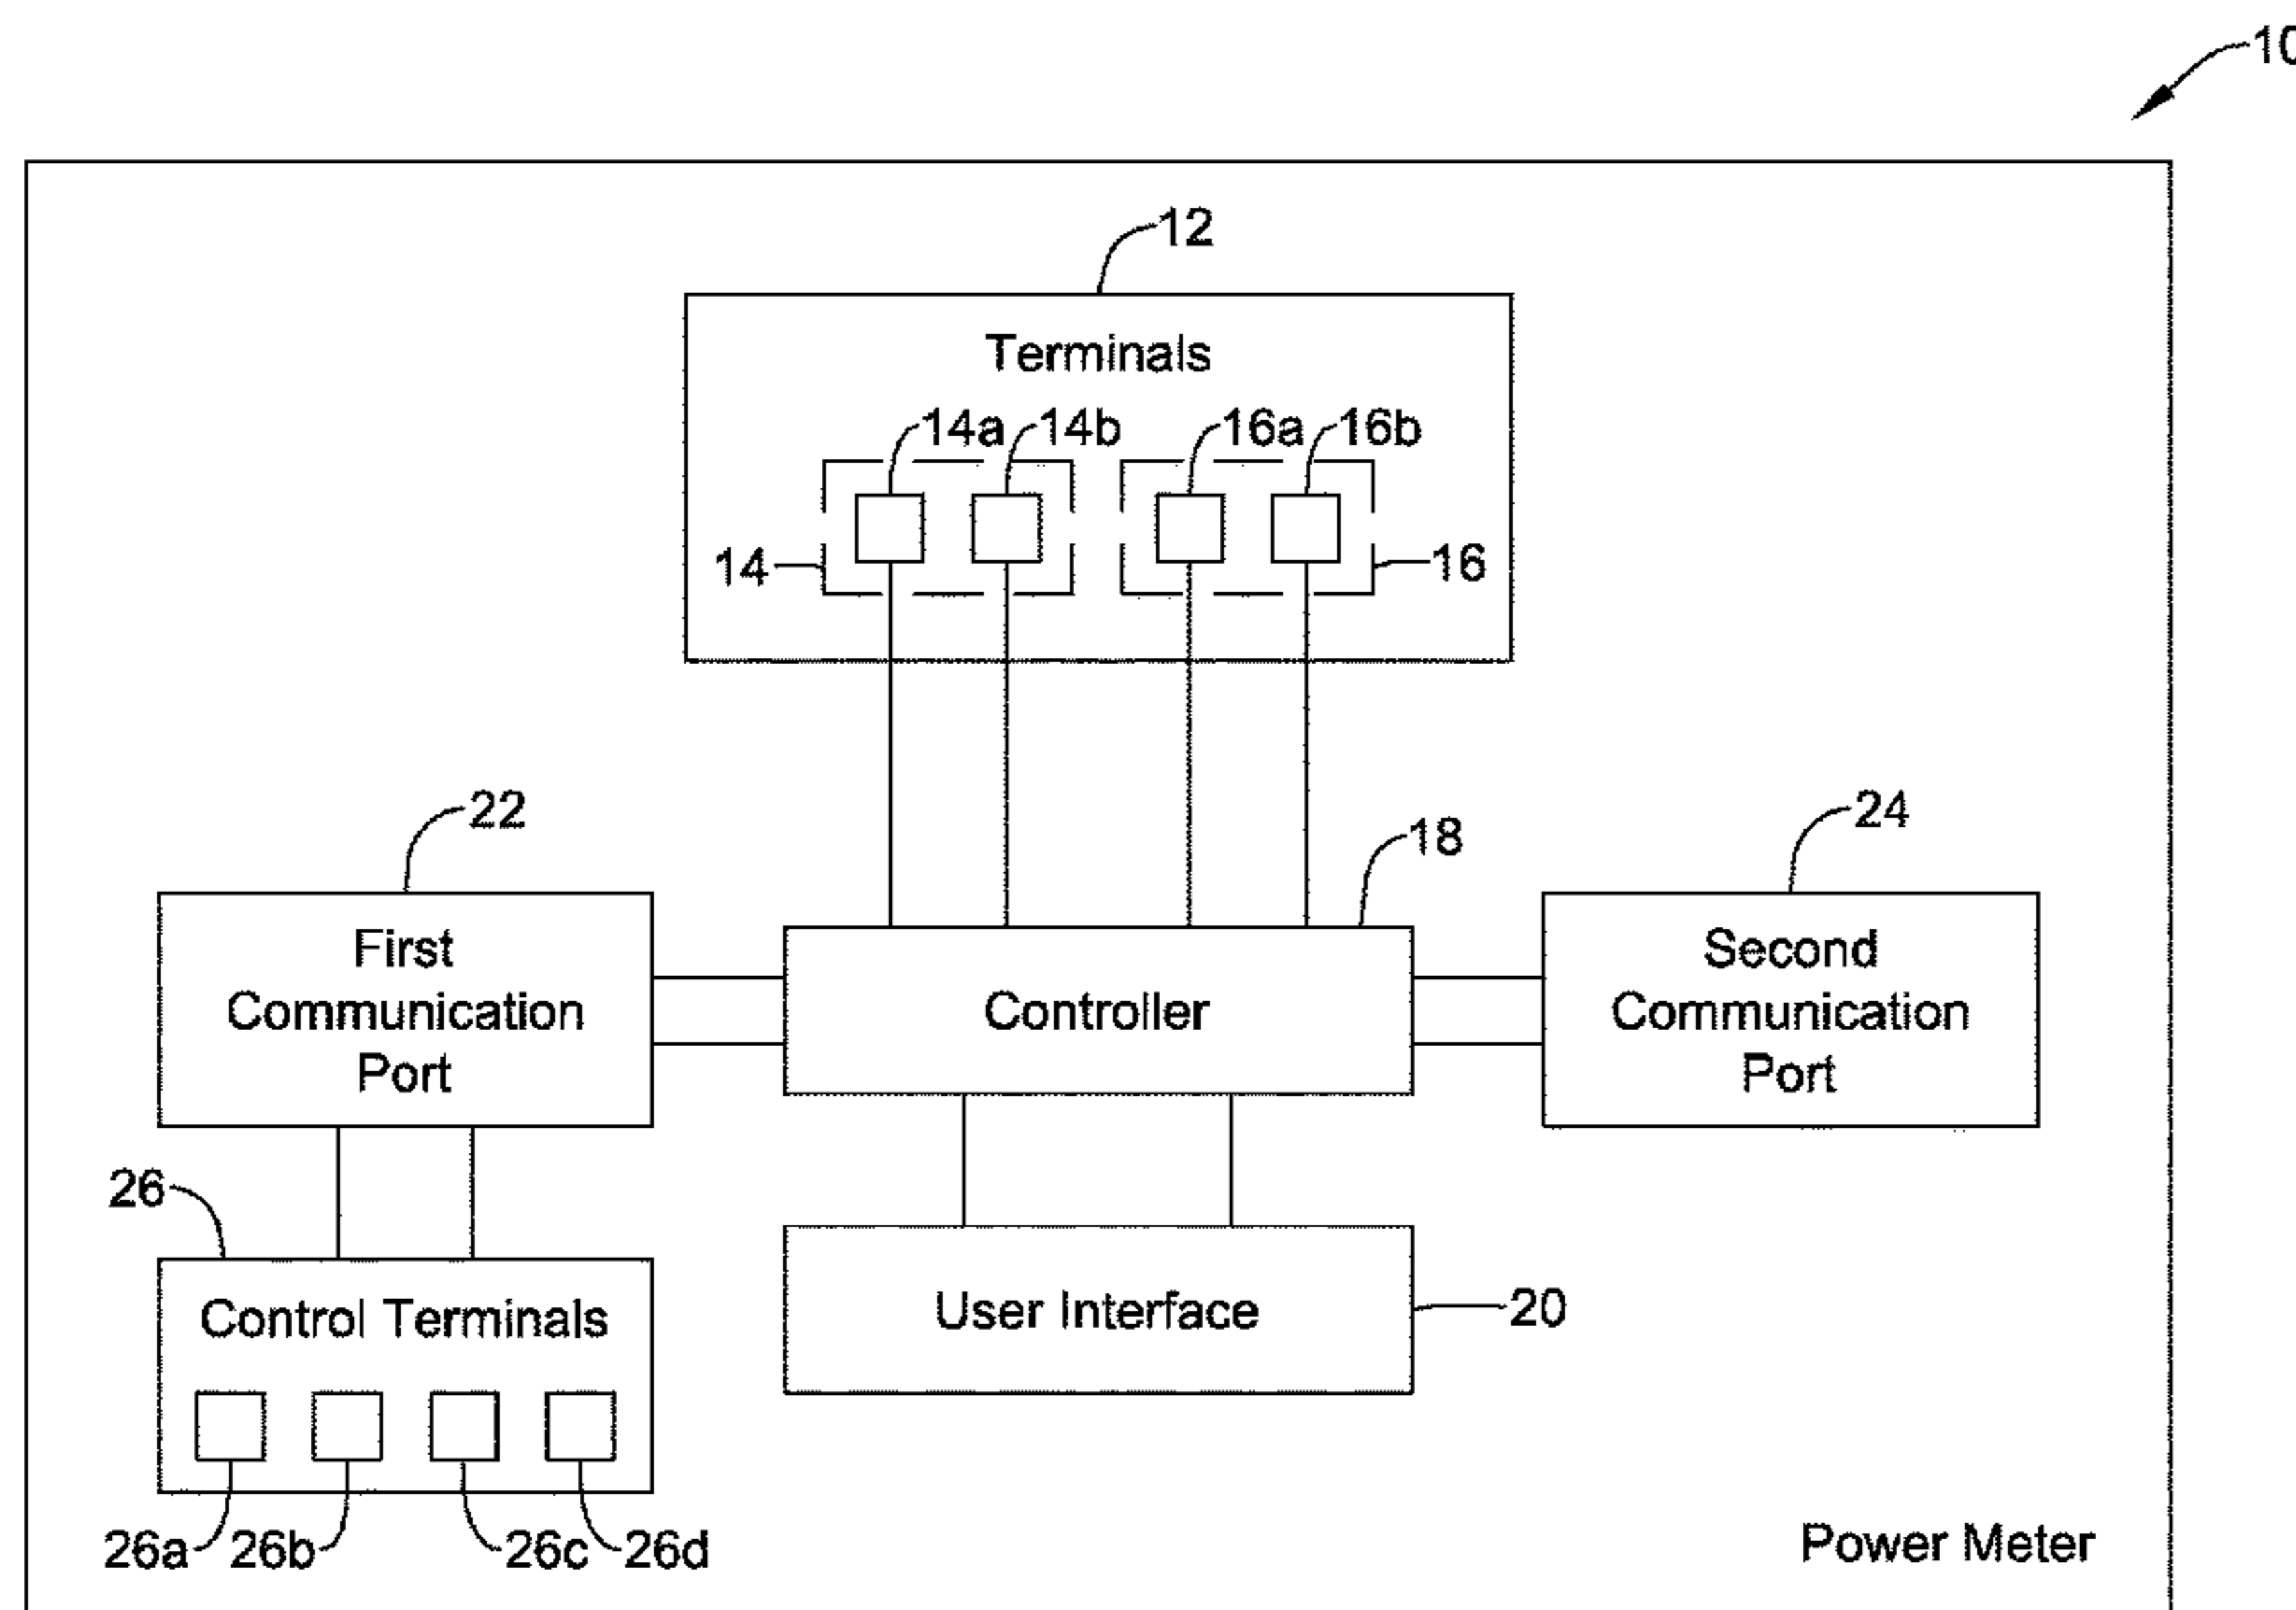 10
12
Terminals
14a 14b 16a 16b
14 16
22 18 24
First
Communication
Port
Controller
Second
Communication
Port
26
Control Terminals
User Interface 20
26a 26b 26c 26d
Power Meter